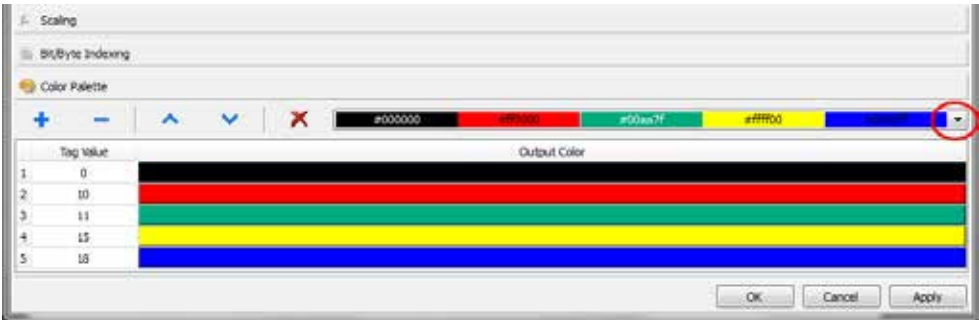 Scaling
Bit/Byte Indexing
Color Palette
#000000 #ff0000 #00aa7f #ffff00
Tag Value Output Color
1 0
2 10
3 11
4 15
5 18
OK Cancel Apply